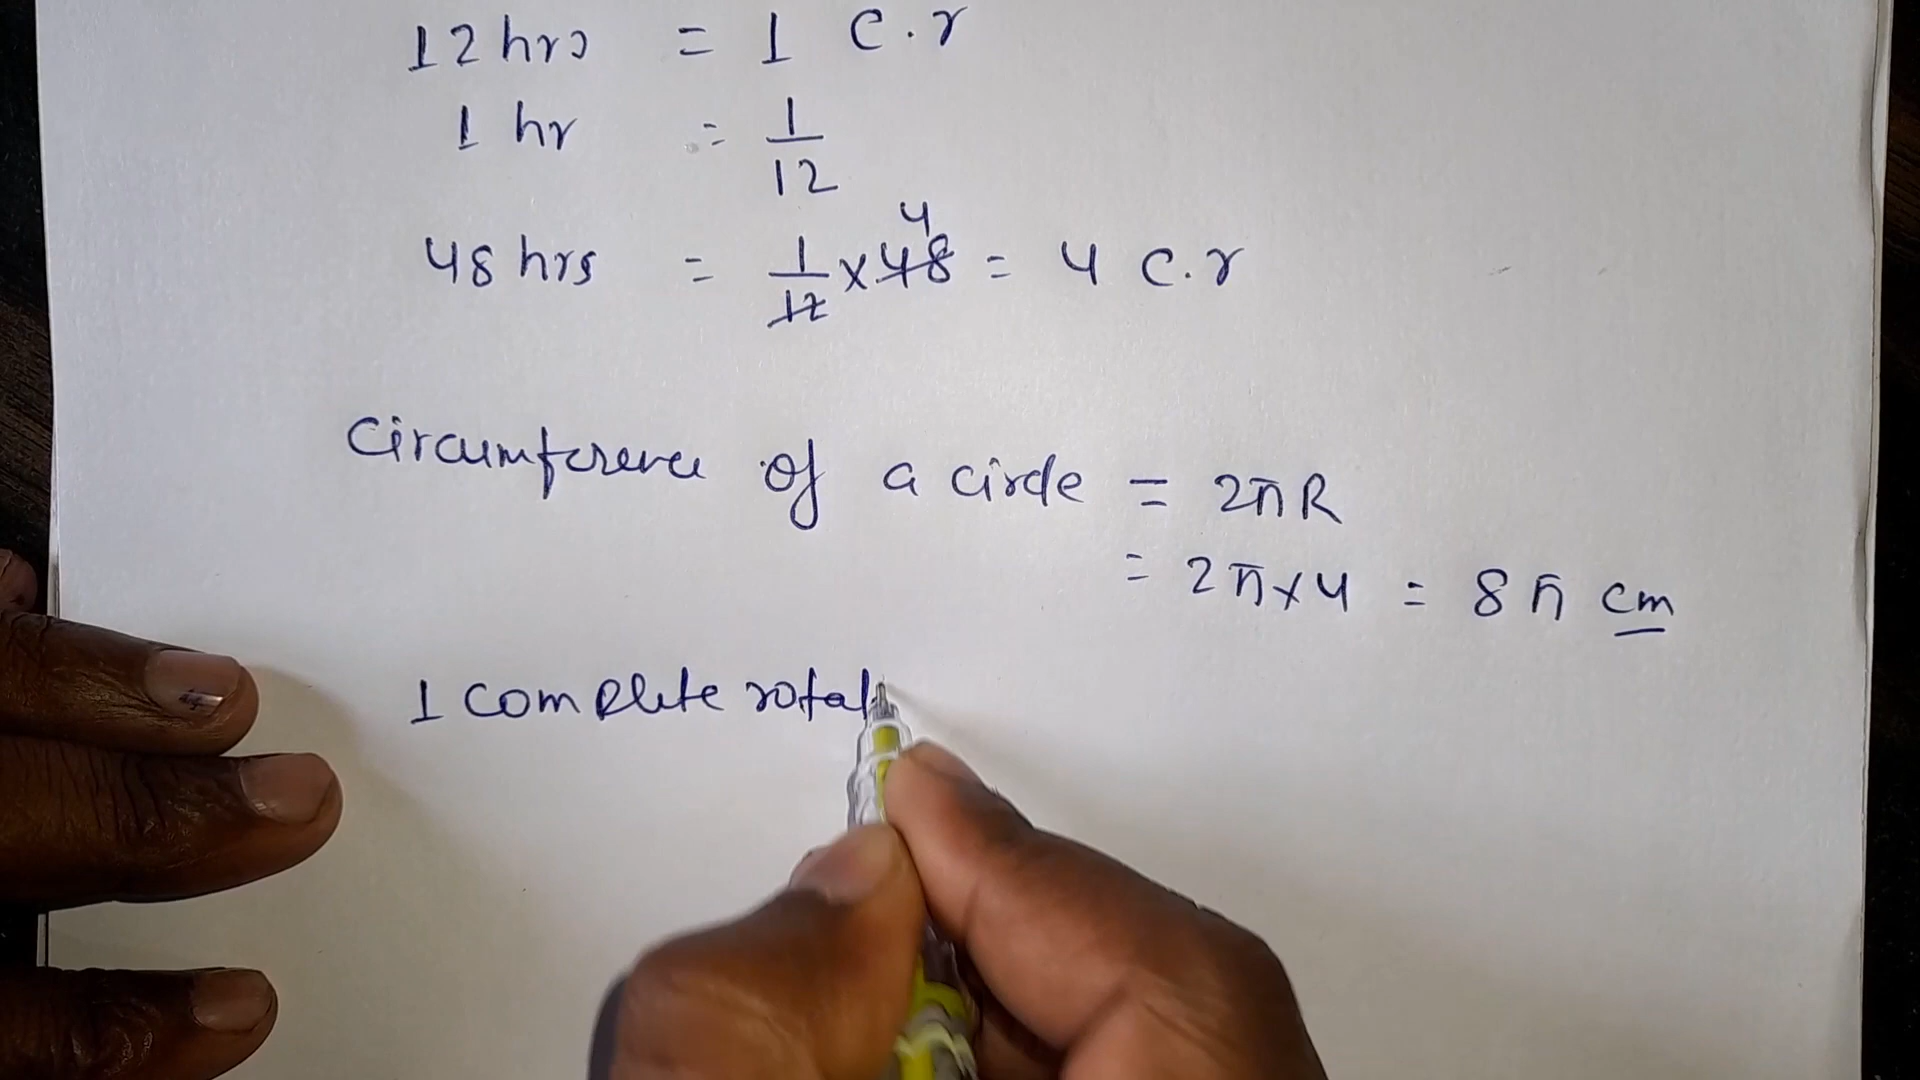 12 hrs = 1 C.r
1 hr = 1/12
48 hrs = 1/12 x 48 4 = 4 C.r
Circumference of a circle = 2πR
= 2π x 4 = 8π cm
1 complete rotat